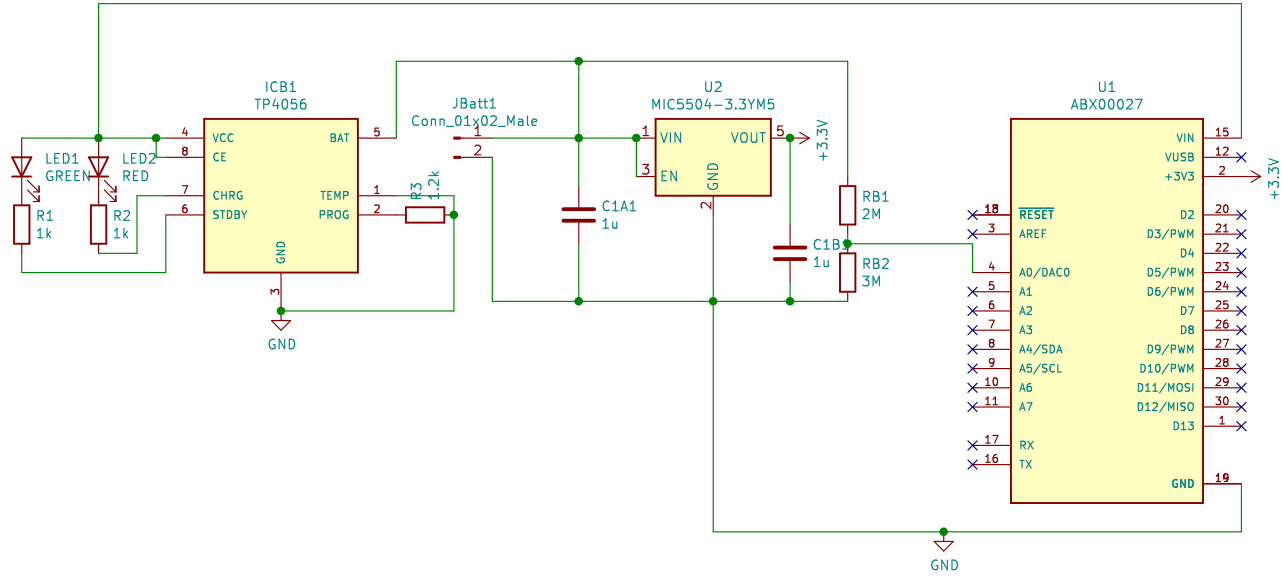 ICB1
TP4056
4
VCC
8
CE
7
CHRG
6
STDBY
BAT
5
TEMP
1
PROG
2
GND
3
GND
LED1
GREEN
LED2
RED
R1
1k
R2
1k
R3
1.2k
JBatt1
Conn_01x02_Male
1
2
C1A1
1u
U2
MIC5504-3.3YM5
1
VIN
3
EN
VOUT
5
GND
2
+3.3V
C1B1
1u
RB1
2M
RB2
3M
U1
ABX00027
RESET
3
AREF
4
A0/DAC0
5
A1
6
A2
7
A3
8
A4/SDA
9
A5/SCL
10
A6
11
A7
17
RX
16
TX
VIN
15
VUSB
12
+3V3
2
+3.3V
D2
20
D3/PWM
21
D4
22
D5/PWM
23
D6/PWM
24
D7
25
D8
26
D9/PWM
27
D10/PWM
28
D11/MOSI
29
D12/MISO
30
D13
1
GND
GND